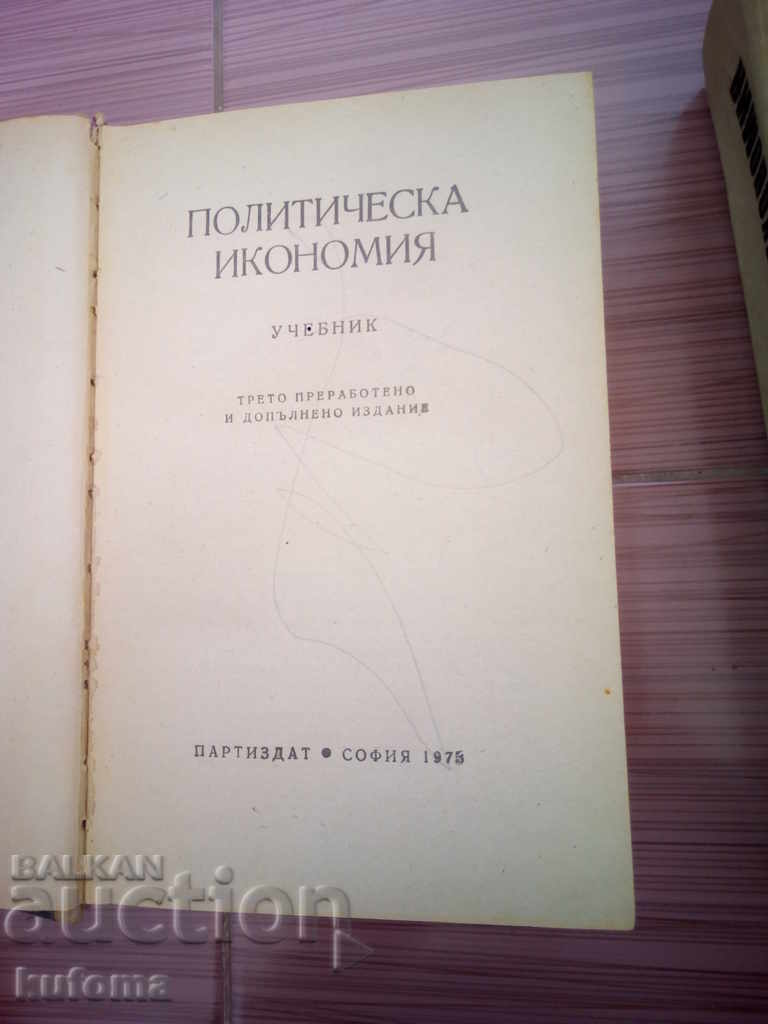 ПОЛИТИЧЕСКА
ИКОНОМИЯ
УЧЕБНИК
ТРЕТО ПРЕРАБОТЕНО
И ДОПЪЛНЕНО ИЗДАНИЕ
ПАРТИЗДАТ • СОФИЯ 1975
BALKAN
auction
kufoma